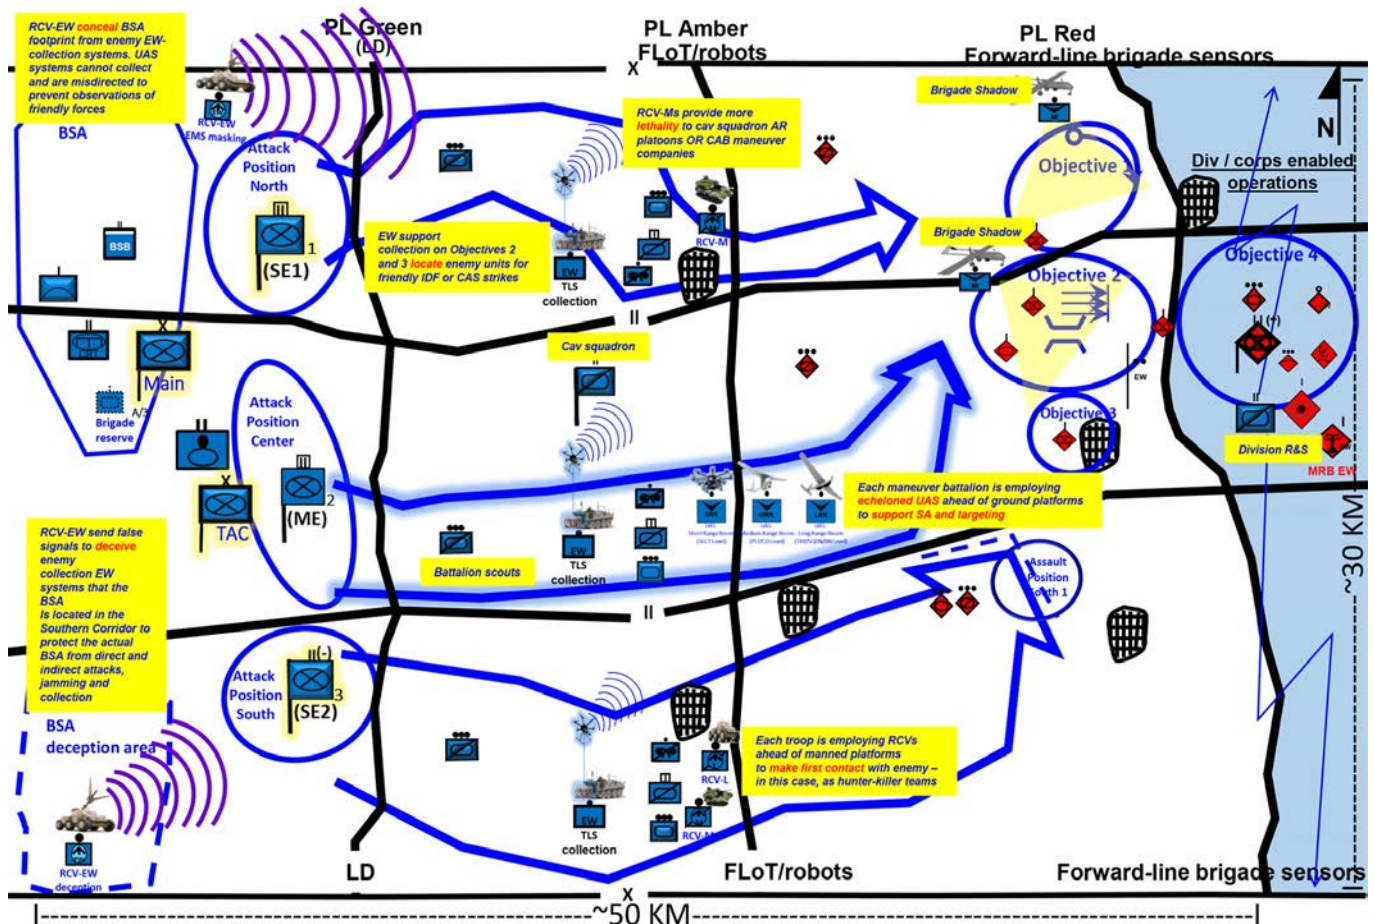 RCV-EW conceal BSA
footprint from enemy EW-
collection systems. UAS
systems cannot collect
and are misdirected to
prevent observations of
friendly forces
RCV-EW
EMS masking
PL Green
(LD)
PL Amber
FLoT/robots
PL Red
Forward-line brigade sensors
X
N
BSA
BSB
Main
X
A/3
Brigade
reserve
Attack
Position
North
1
(SE1)
EW support
collection on Objectives 2
and 3 locate enemy units for
friendly IDF or CAS strikes
RCV-Ms provide more
lethality to cav squadron AR
platoons OR CAB maneuver
companies
RCV-M
EW
TLS
collection
Brigade Shadow
Brigade Shadow
Objective
Objective 2
Objective 3
EW
Div / corps enabled
operations
Objective 4
(+)
Division R&S
MRB EW
II
Cav squadron
Attack
Position
Center
2
(ME)
X
TAC
Battalion scouts
EW
TLS
collection
Each maneuver battalion is employing
echeloned UAS ahead of ground platforms
to support SA and targeting
II
RCV-EW send false
signals to deceive
enemy
collection EW
systems that the
BSA
Is located in the
Southern Corridor to
protect the actual
BSA from direct and
indirect attacks,
jamming and
collection
BSA
deception area
RCV-EW
deception
Attack
Position
South
II(-)
3
(SE2)
EW
TLS
collection
RCV-L
RCV-M
Each troop is employing RCVs
ahead of manned platforms
to make first contact with enemy –
in this case, as hunter-killer teams
Assault
Position
South 1
LD
FLoT/robots
Forward-line brigade sensors
X
~50 KM
~30 KM